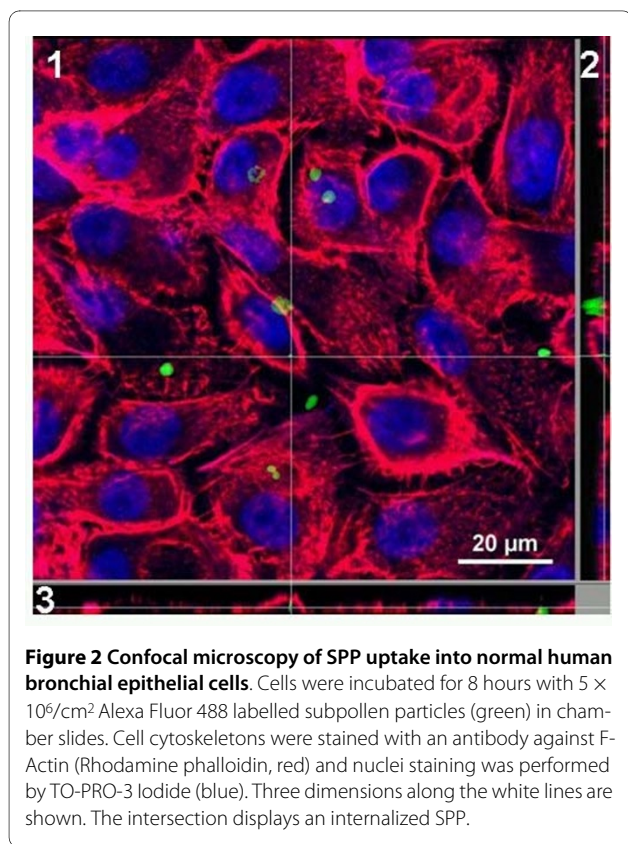 1
2
20 µm
3
Figure 2 Confocal microscopy of SPP uptake into normal human
bronchial epithelial cells. Cells were incubated for 8 hours with 5 ×
10⁶/cm² Alexa Fluor 488 labelled subpollen particles (green) in cham-
ber slides. Cell cytoskeletons were stained with an antibody against F-
Actin (Rhodamine phalloidin, red) and nuclei staining was performed
by TO-PRO-3 Iodide (blue). Three dimensions along the white lines are
shown. The intersection displays an internalized SPP.